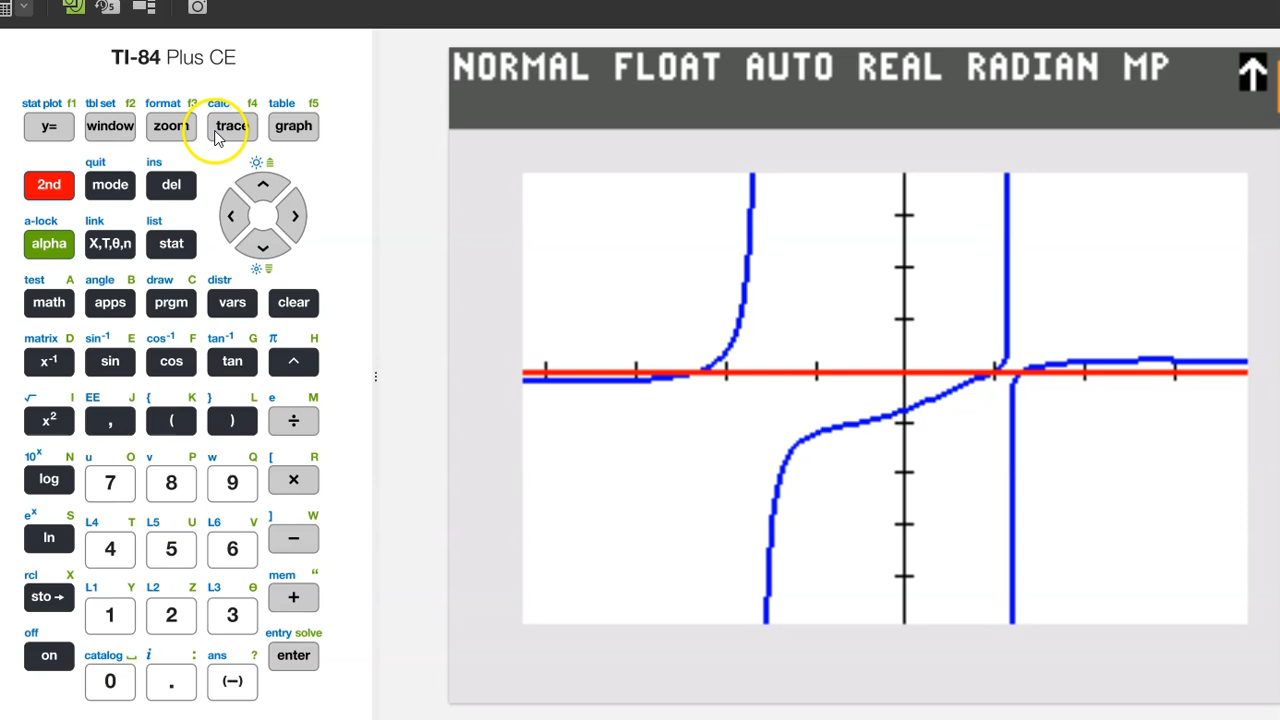 TI-84 Plus CE
NORMAL FLOAT AUTO REAL RADIAN MP
stat plot f1 tbl set f2 format f3 calc f4 table f5
y= window zoom trace graph
quit ins
2nd mode del
a-lock link list
alpha X,T,θ,n stat
test A angle B draw C distr
math apps prgm vars clear
matrix D sin⁻¹ E cos⁻¹ F tan⁻¹ G π H
x⁻¹ sin cos tan ^
√ I EE J { K } L e M
x² , ( ) ÷
10ˣ N u O v P w Q [ R
log 7 8 9 ×
eˣ S L4 T L5 U L6 V ] W
ln 4 5 6 −
rcl X L1 Y L2 Z L3 θ mem “
sto → 1 2 3 +
off catalog i : ans ? entry solve
on 0 . (−) enter